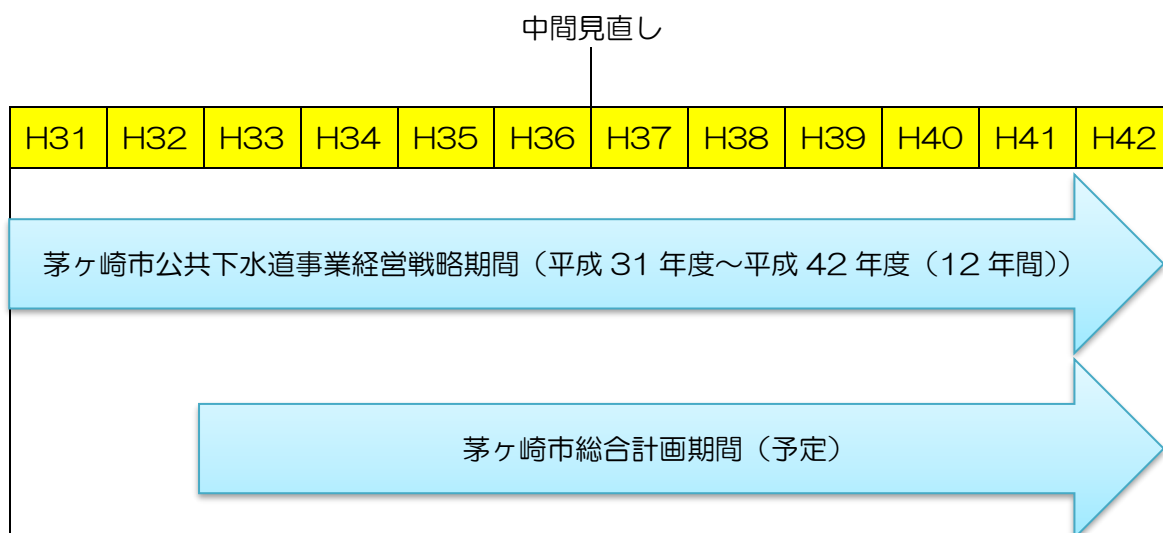 中間見直し
H31 H32 H33 H34 H35 H36 H37 H38 H39 H40 H41 H42
茅ヶ崎市公共下水道事業経営戦略期間（平成 31 年度～平成 42 年度（12 年間））
茅ヶ崎市総合計画期間（予定）